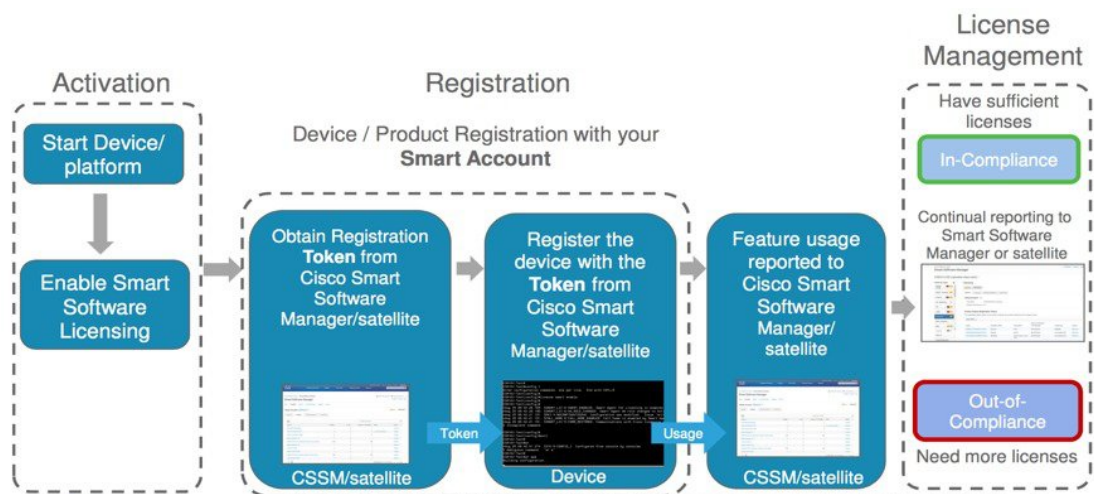 Activation
Start Device/
platform
Enable Smart
Software
Licensing
Registration
Device / Product Registration with your
Smart Account
Obtain Registration
Token from
Cisco Smart
Software
Manager/satellite
CSSM/satellite
Token
Register the
device with the
Token from
Cisco Smart
Software
Manager/satellite
Device
Usage
Feature usage
reported to
Cisco Smart
Software
Manager/
satellite
CSSM/satellite
License
Management
Have sufficient
licenses
In-Compliance
Continual reporting to
Smart Software
Manager or satellite
Out-of-
Compliance
Need more licenses